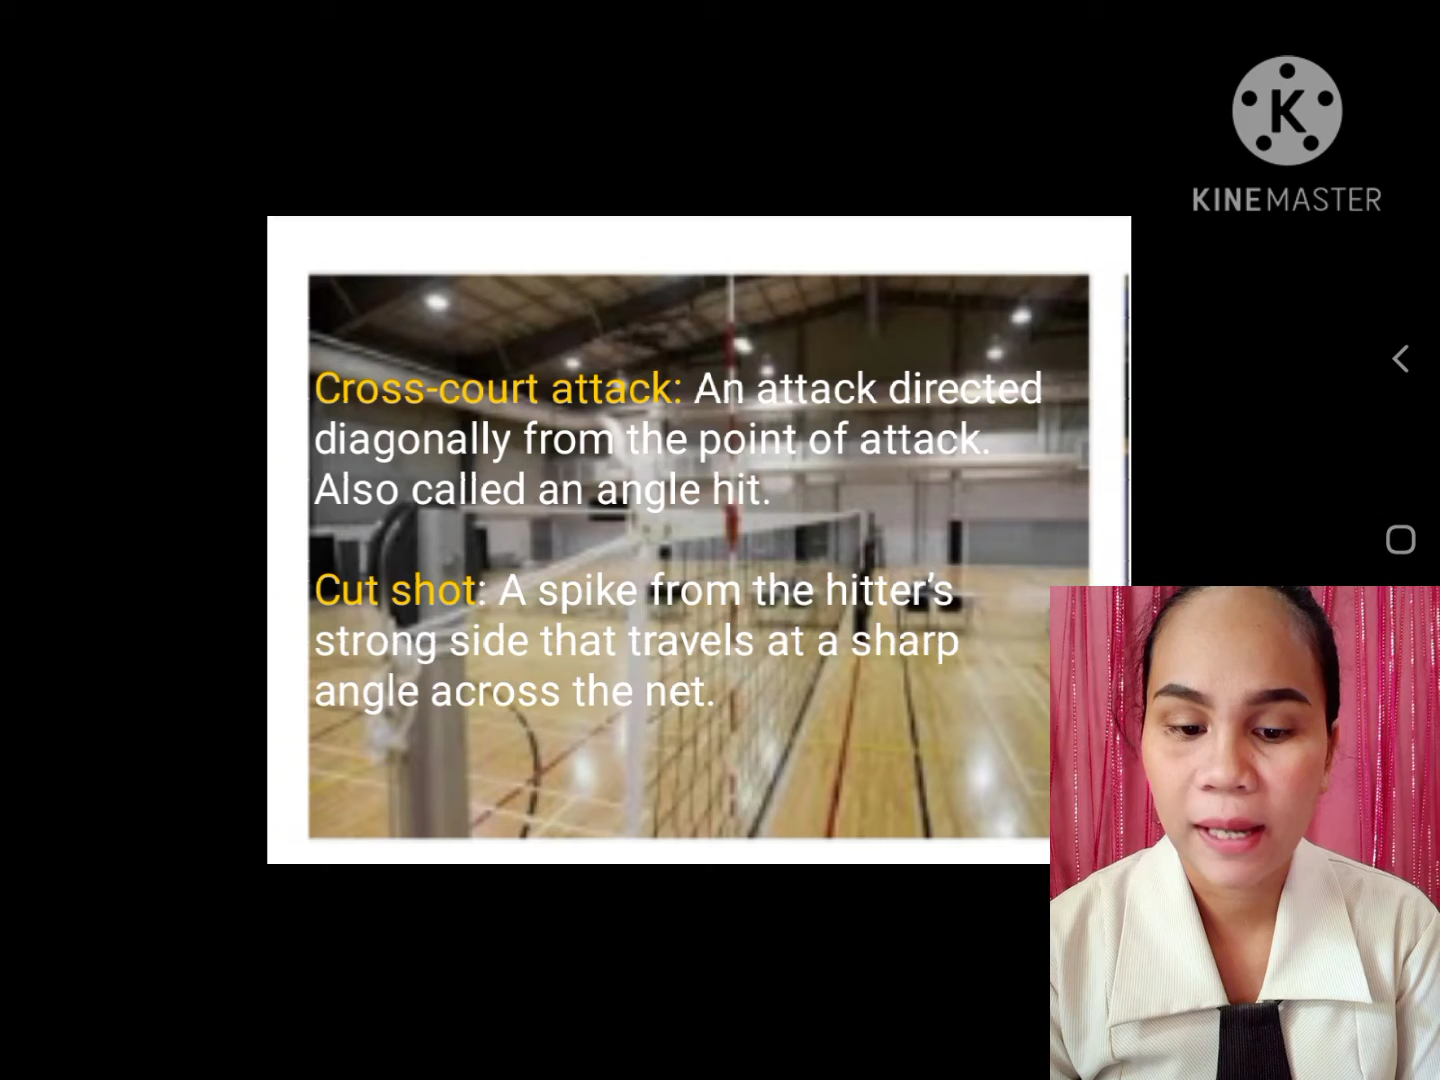 K
KINEMASTER
Cross-court attack: An attack directed
diagonally from the point of attack.
Also called an angle hit.
Cut shot: A spike from the hitter’s
strong side that travels at a sharp
angle across the net.